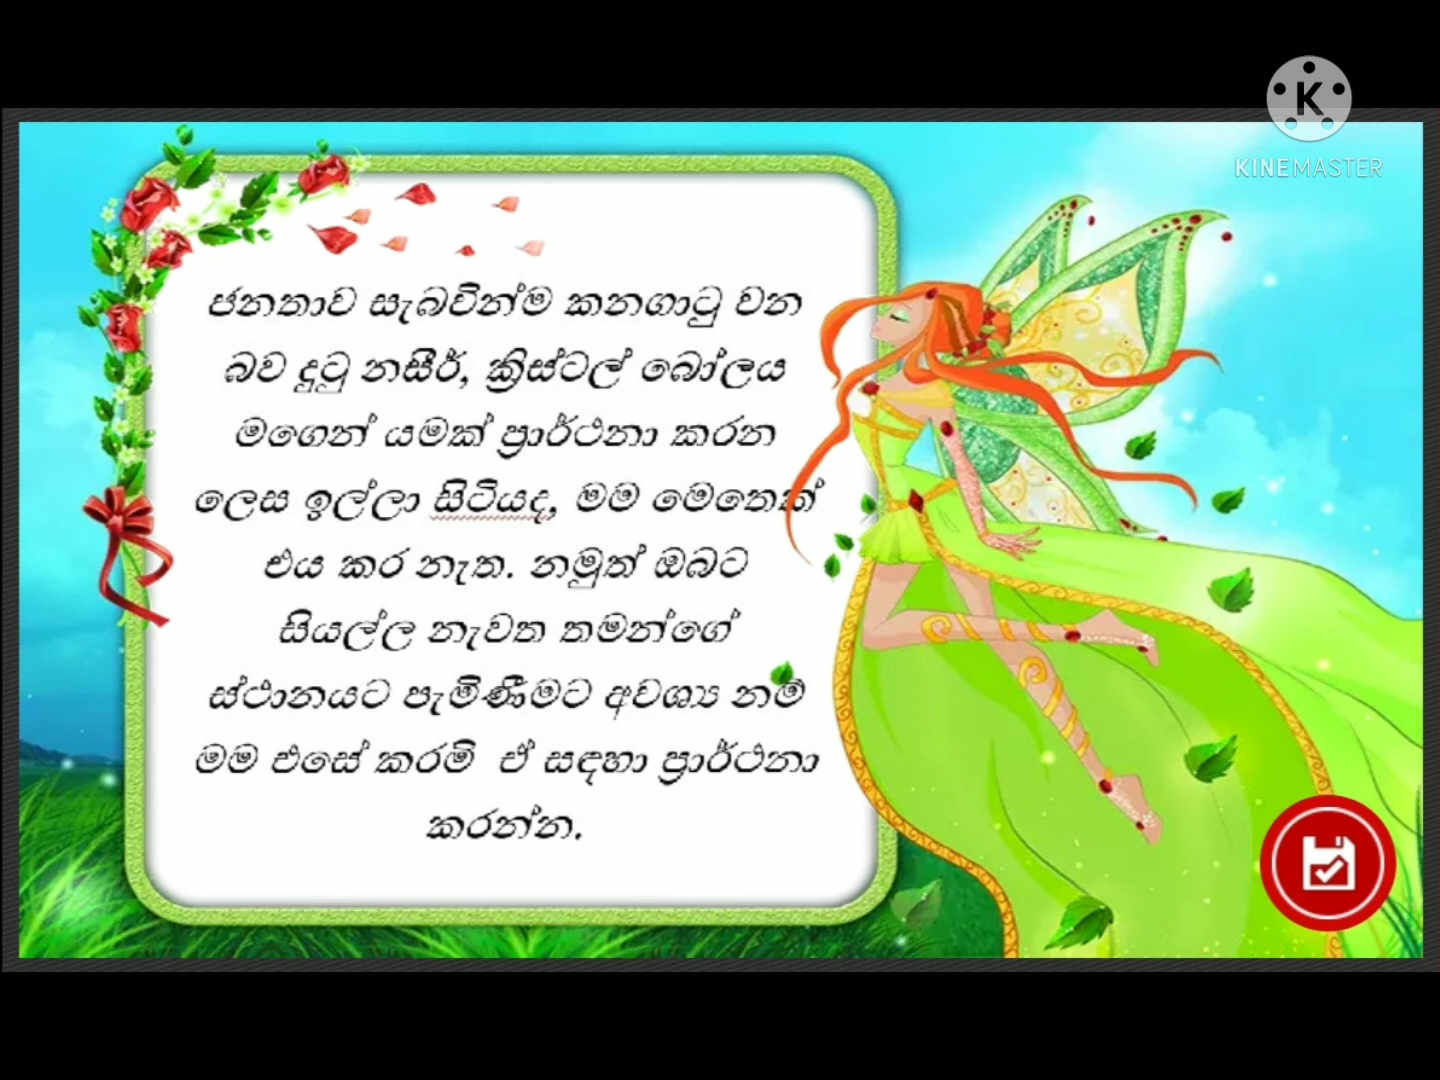 KINEMASTER
ජනතාව සැබවින්ම කනගාටු වන
බව දුටු නසීර්, ක්‍රිස්ටල් බෝලය
මගෙන් යමක් ප්‍රාර්ථනා කරන
ලෙස ඉල්ලා සිටියද, මම මෙතෙක්
එය කර නැත. නමුත් ඔබට
සියල්ල නැවත තමන්ගේ
ස්ථානයට පැමිණීමට අවශ්‍ය නම්
මම එසේ කරමි ඒ සඳහා ප්‍රාර්ථනා
කරන්න.